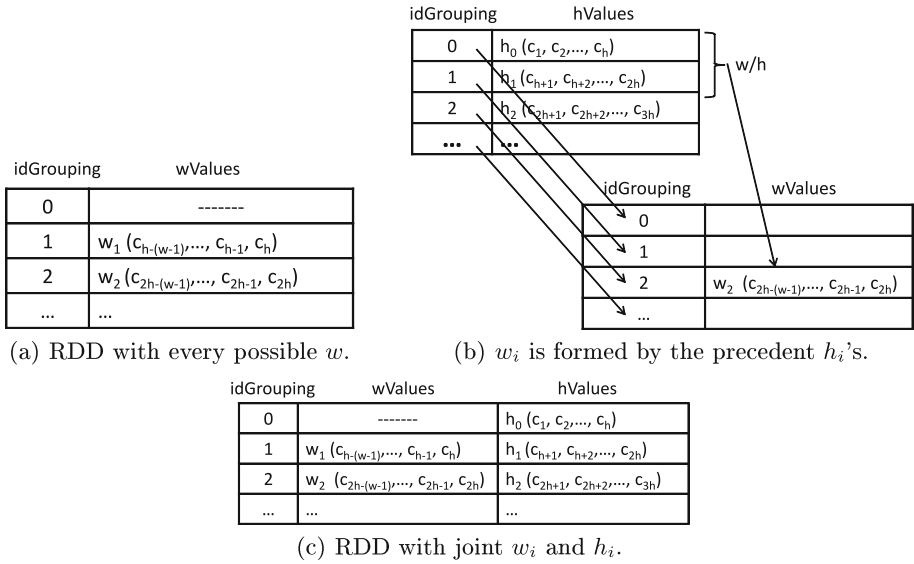 idGrouping hValues
0 h0 (c1, c2,..., ch)
1 h1 (ch+1, ch+2,..., c2h)
2 h2 (c2h+1, c2h+2,..., c3h)
... ...
w/h
idGrouping wValues
0 -------
1 w1 (ch-(w-1),..., ch-1, ch)
2 w2 (c2h-(w-1),..., c2h-1, c2h)
... ...
idGrouping wValues
0
1
2 w2 (c2h-(w-1),..., c2h-1, c2h)
...
(a) RDD with every possible w.
(b) wi is formed by the precedent hi's.
idGrouping wValues hValues
0 ------- h0 (c1, c2,..., ch)
1 w1 (ch-(w-1),..., ch-1, ch) h1 (ch+1, ch+2,..., c2h)
2 w2 (c2h-(w-1),..., c2h-1, c2h) h2 (c2h+1, c2h+2,..., c3h)
... ... ...
(c) RDD with joint wi and hi.